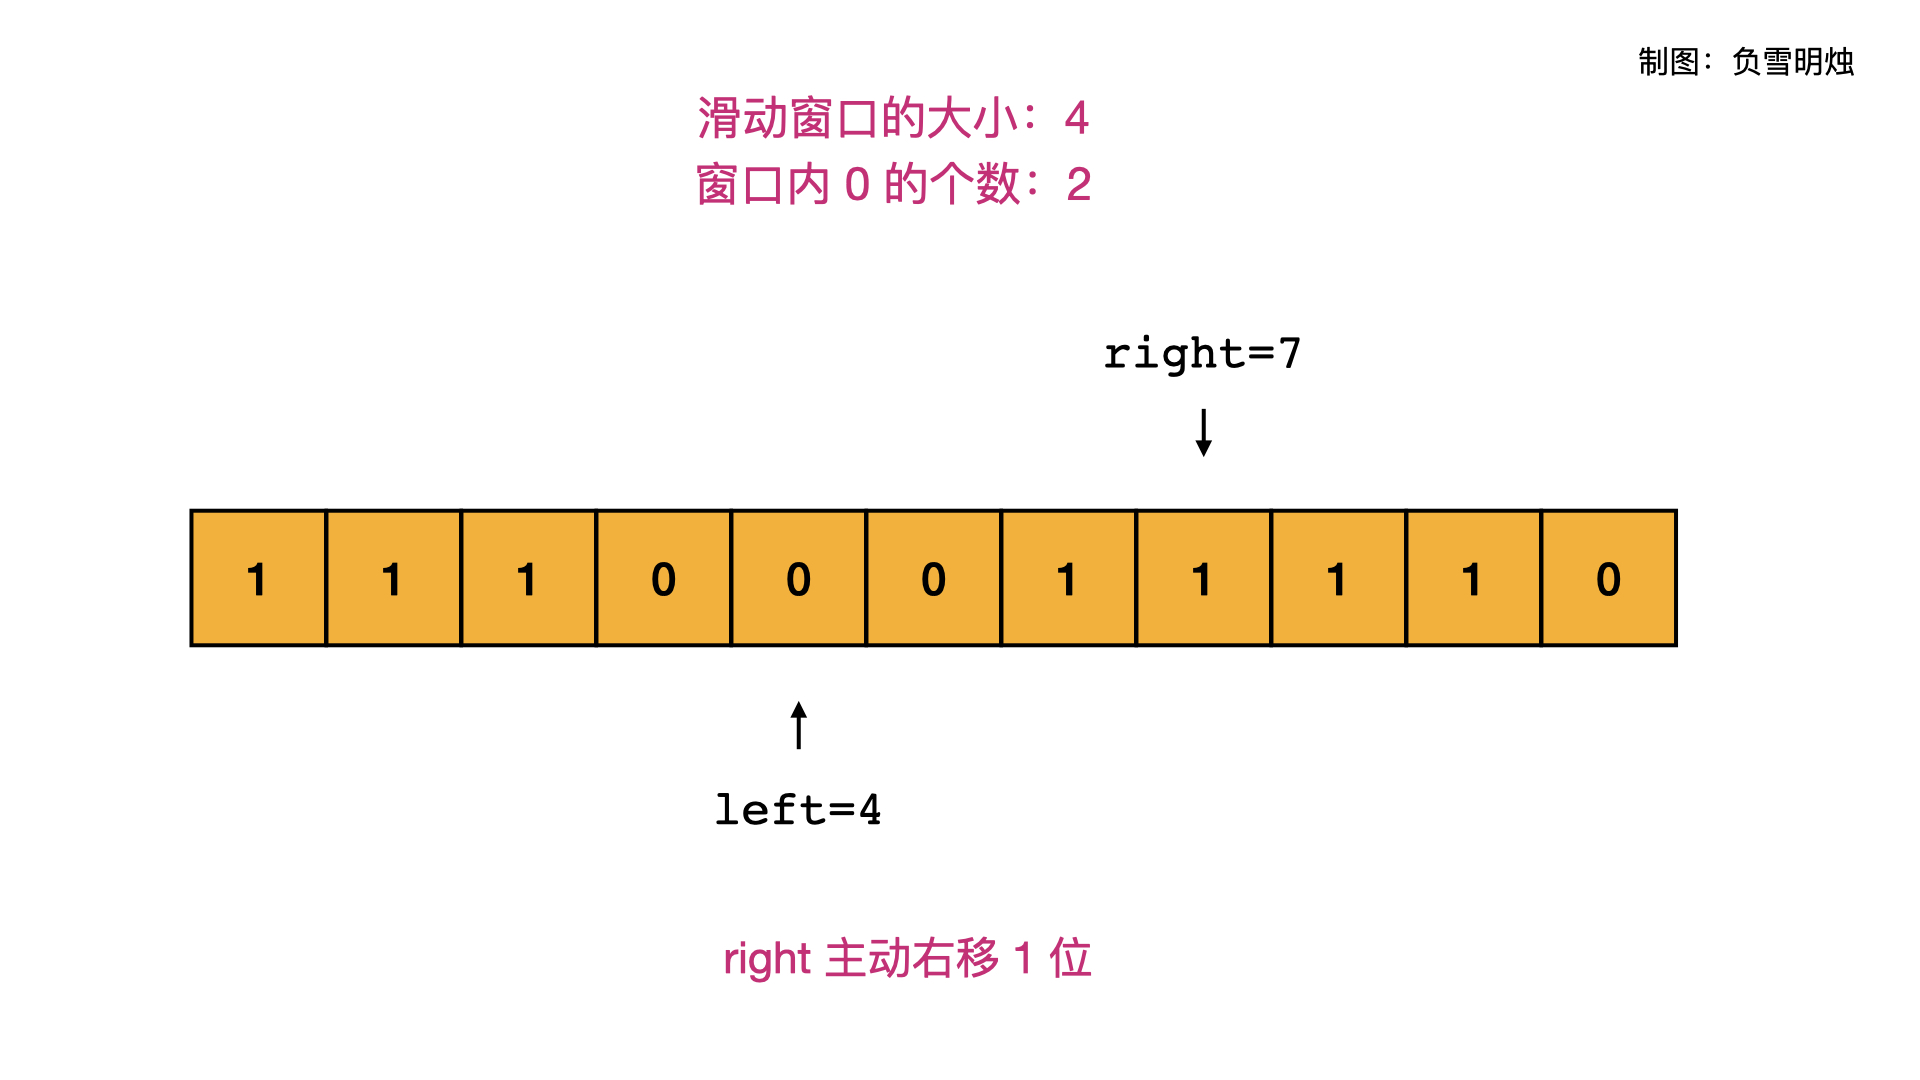 制图：负雪明烛
滑动窗口的大小：4
窗口内 0 的个数：2
right=7
1 1 1 0 0 0 1 1 1 1 0
left=4
right 主动右移 1 位